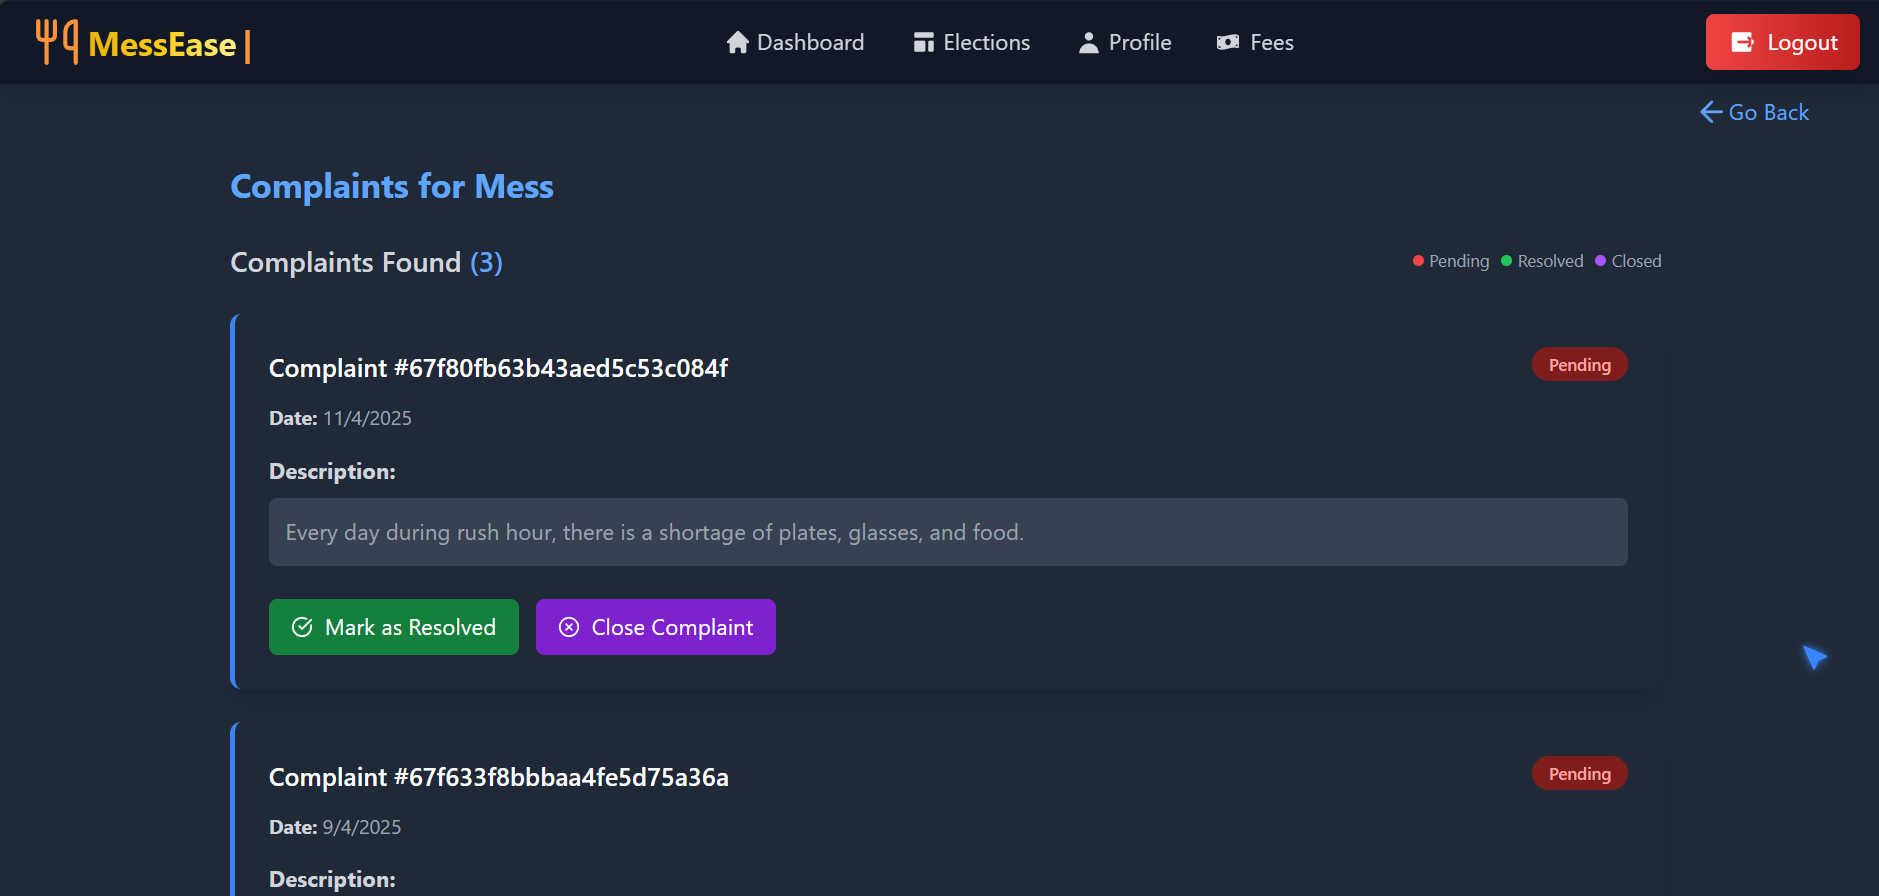 MessEase
Dashboard
Elections
Profile
Fees
Logout
Go Back
Complaints for Mess
Complaints Found (3)
Pending
Resolved
Closed
Complaint #67f80fb63b43aed5c53c084f
Pending
Date: 11/4/2025
Description:
Every day during rush hour, there is a shortage of plates, glasses, and food.
Mark as Resolved
Close Complaint
Complaint #67f633f8bbbaa4fe5d75a36a
Pending
Date: 9/4/2025
Description: